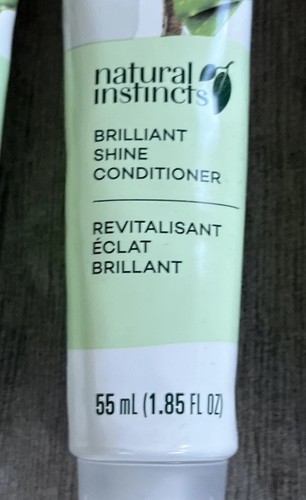 natural
instincts
BRILLIANT
SHINE
CONDITIONER
REVITALISANT
ÉCLAT
BRILLANT
55 mL (1.85 FL OZ)